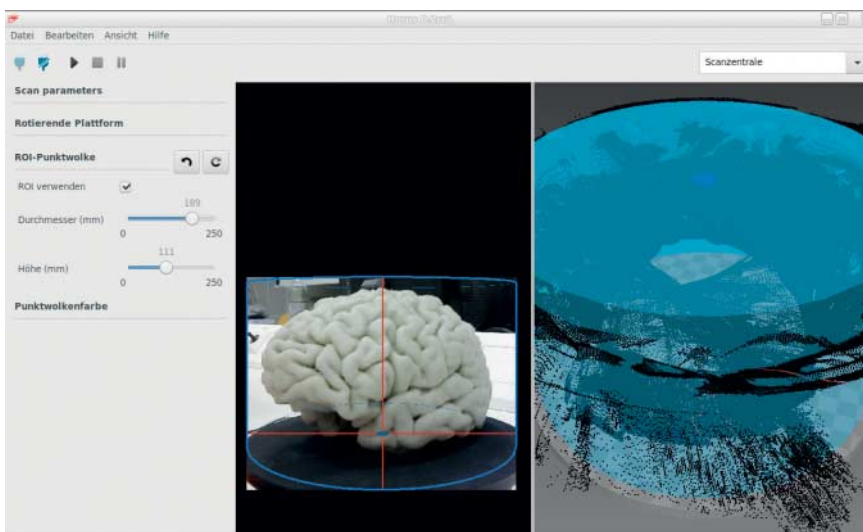 Datei Bearbeiten Ansicht Hilfe
Scanzentrale
Scan parameters
Rotierende Plattform
ROI-Punktwolke
ROI verwenden
189
Durchmesser (mm)
0 250
111
Höhe (mm)
0 250
Punktwolkenfarbe